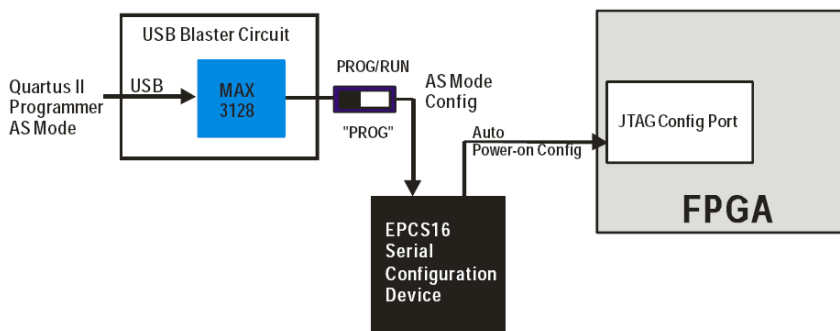 USB Blaster Circuit
Quartus II
Programmer
AS Mode
USB
MAX
3128
PROG/RUN
"PROG"
AS Mode
Config
Auto
Power-on Config
JTAG Config Port
FPGA
EPCS16
Serial
Configuration
Device